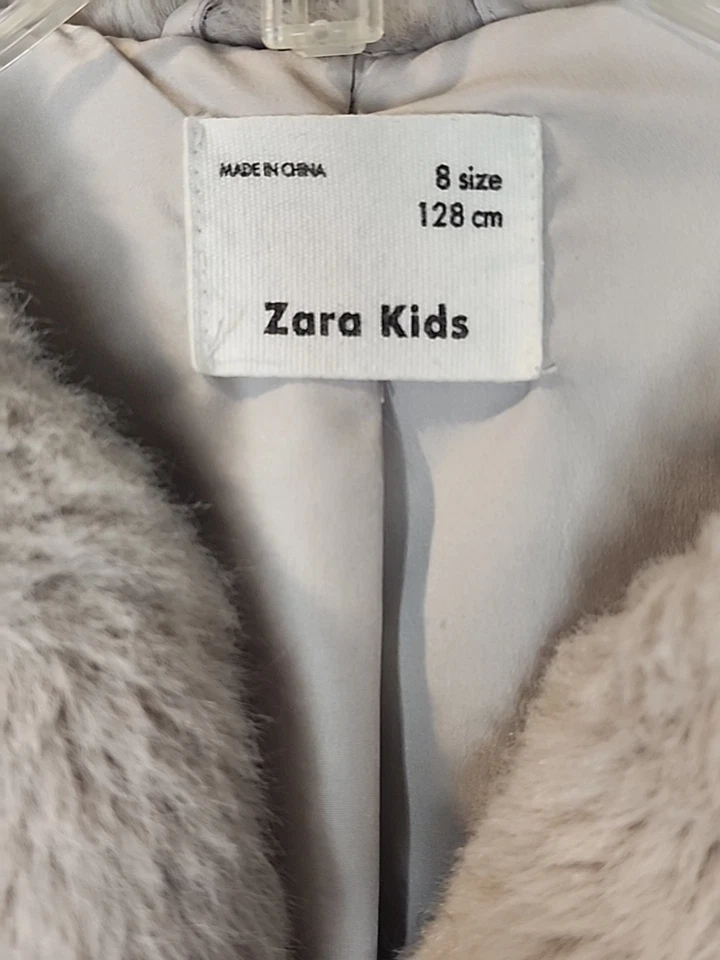 MADE IN CHINA
8 size
128 cm
Zara Kids